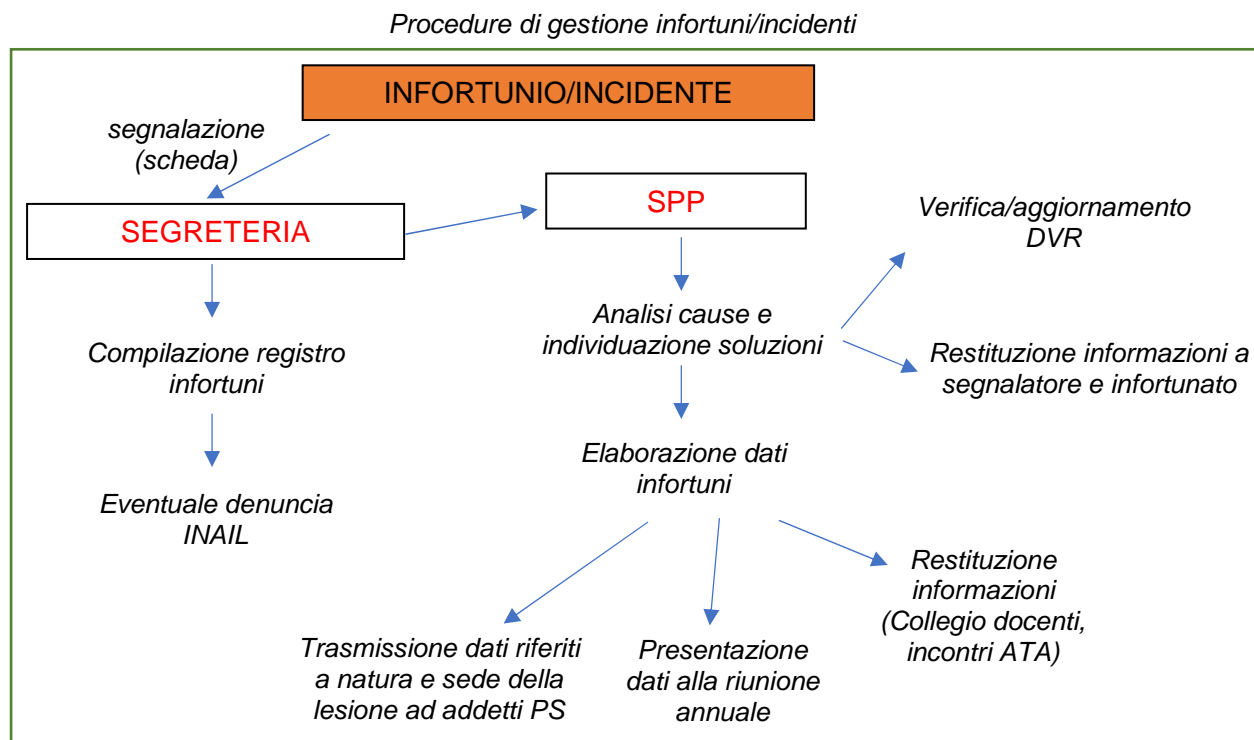 Procedure di gestione infortuni/incidenti
INFORTUNIO/INCIDENTE
segnalazione
(scheda)
SEGRETERIA
SPP
Verifica/aggiornamento
DVR
Compilazione registro
infortuni
Analisi cause e
individuazione soluzioni
Restituzione informazioni a
segnalatore e infortunato
Eventuale denuncia
INAIL
Elaborazione dati
infortuni
Trasmissione dati riferiti
a natura e sede della
lesione ad addetti PS
Presentazione
dati alla riunione
annuale
Restituzione
informazioni
(Collegio docenti,
incontri ATA)